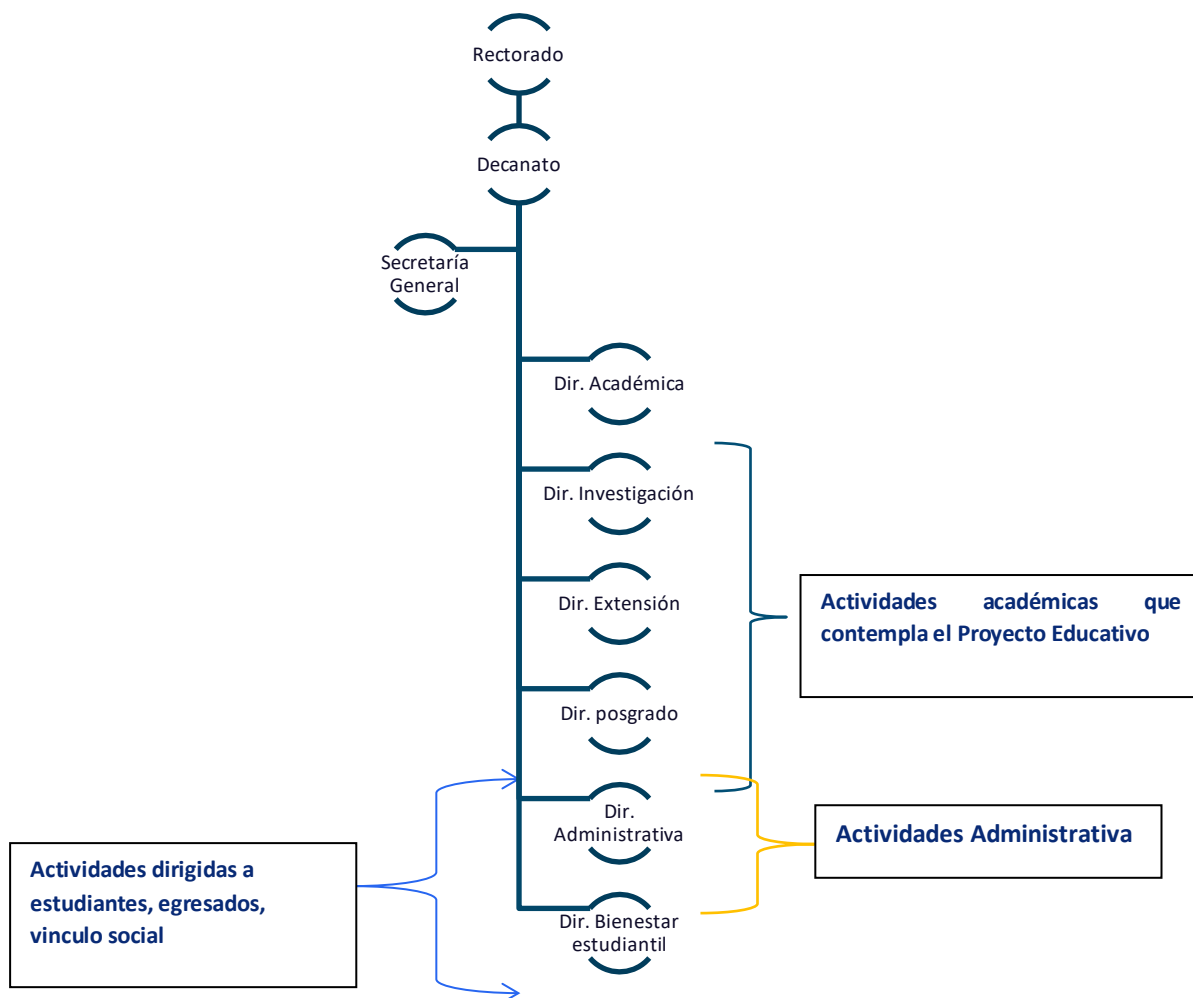 Rectorado
Decanato
Secretaría
General
Dir. Académica
Dir. Investigación
Dir. Extensión
Actividades académicas que
contempla el Proyecto Educativo
Dir. posgrado
Dir.
Administrativa
Actividades Administrativa
Actividades dirigidas a
estudiantes, egresados,
vinculo social
Dir. Bienestar
estudiantil